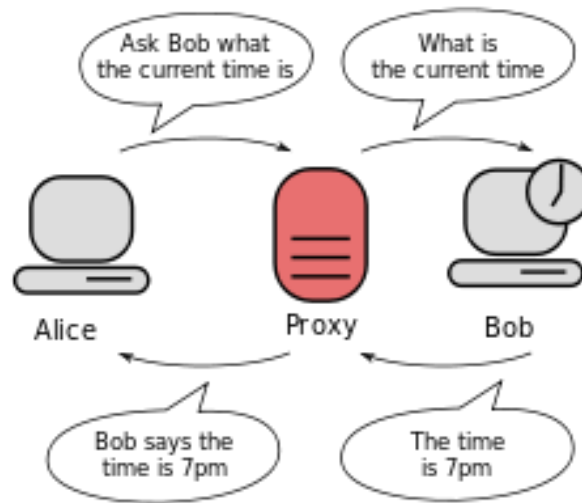 Ask Bob what
the current time is
What is
the current time
Alice
Proxy
Bob
Bob says the
time is 7pm
The time
is 7pm